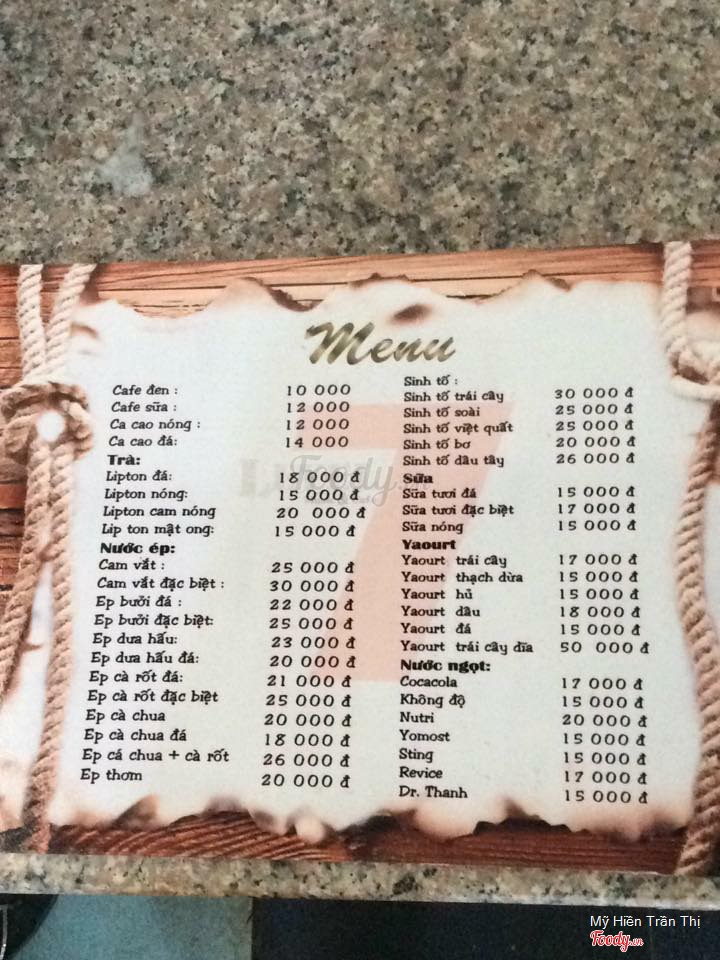 Menu
Cafe đen : 10 000
Cafe sữa : 12 000
Ca cao nóng : 12 000
Ca cao đá: 14 000
Trà:
Lipton đá: 18 000 đ
Lipton nóng: 15 000 đ
Lipton cam nóng 20 000 đ
Lip ton mật ong: 15 000 đ
Nước ép:
Cam vắt : 25 000 đ
Cam vắt đặc biệt : 30 000 đ
Ep bưởi đá : 22 000 đ
Ep bưởi đặc biệt: 25 000 đ
Ep dưa hấu: 23 000 đ
Ep dưa hấu đá: 20 000 đ
Ep cà rốt đá: 21 000 đ
Ep cà rốt đặc biệt 25 000 đ
Ep cà chua 20 000 đ
Ep cà chua đá 18 000 đ
Ep cá chua + cà rốt 26 000 đ
Ep thơm 20 000 đ
Sinh tố :
Sinh tố trái cây 30 000 đ
Sinh tố soài 25 000 đ
Sinh tố việt quất 25 000 đ
Sinh tố bơ 20 000 đ
Sinh tố dâu tây 26 000 đ
Sữa
Sữa tươi đá 15 000 đ
Sữa tươi đặc biệt 17 000 đ
Sữa nóng 15 000 đ
Yaourt
Yaourt trái cây 17 000 đ
Yaourt thạch dừa 15 000 đ
Yaourt hủ 15 000 đ
Yaourt dâu 18 000 đ
Yaourt đá 15 000 đ
Yaourt trái cây dĩa 50 000 đ
Nước ngọt:
Cocacola 17 000 đ
Không độ 15 000 đ
Nutri 20 000 đ
Yomost 15 000 đ
Sting 15 000 đ
Revice 17 000 đ
Dr. Thanh 15 000 đ
7
Foody
Mỹ Hiền Trần Thị
Foody.vn